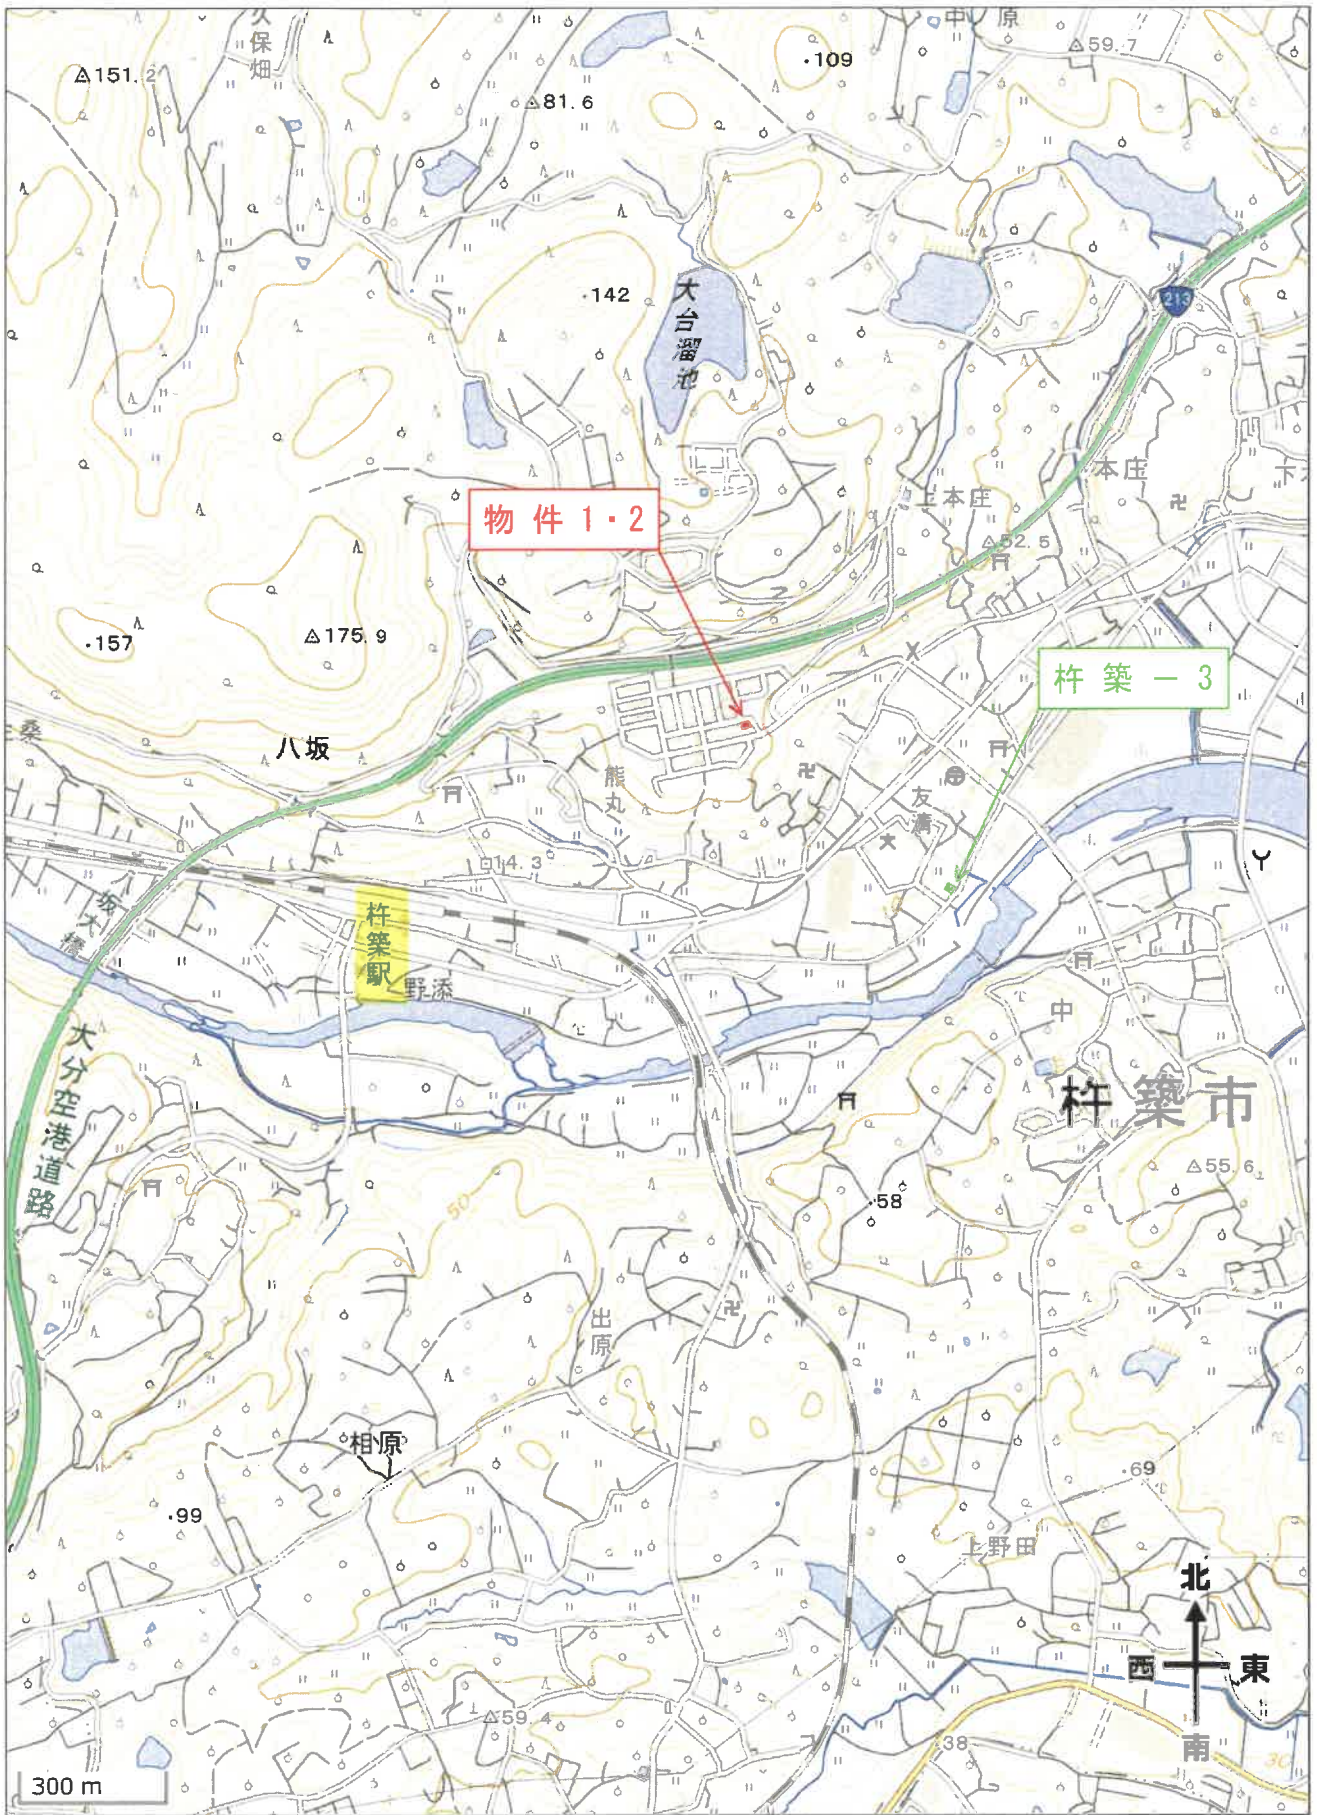 久保畑
中原
△59.7
△151.2
・109
△81.6
・142
大台溜池
213
本庄
下
上本庄
△52.5
物件 1・2
・157
△175.9
杵築－3
八坂
熊丸
友清
14.3
八坂大橋
杵築駅
野添
中
大分空港道路
杵築市
△55.6
50
・58
出原
相原
・69
・99
上野田
北
西
東
南
△59.4
38
30
300 m